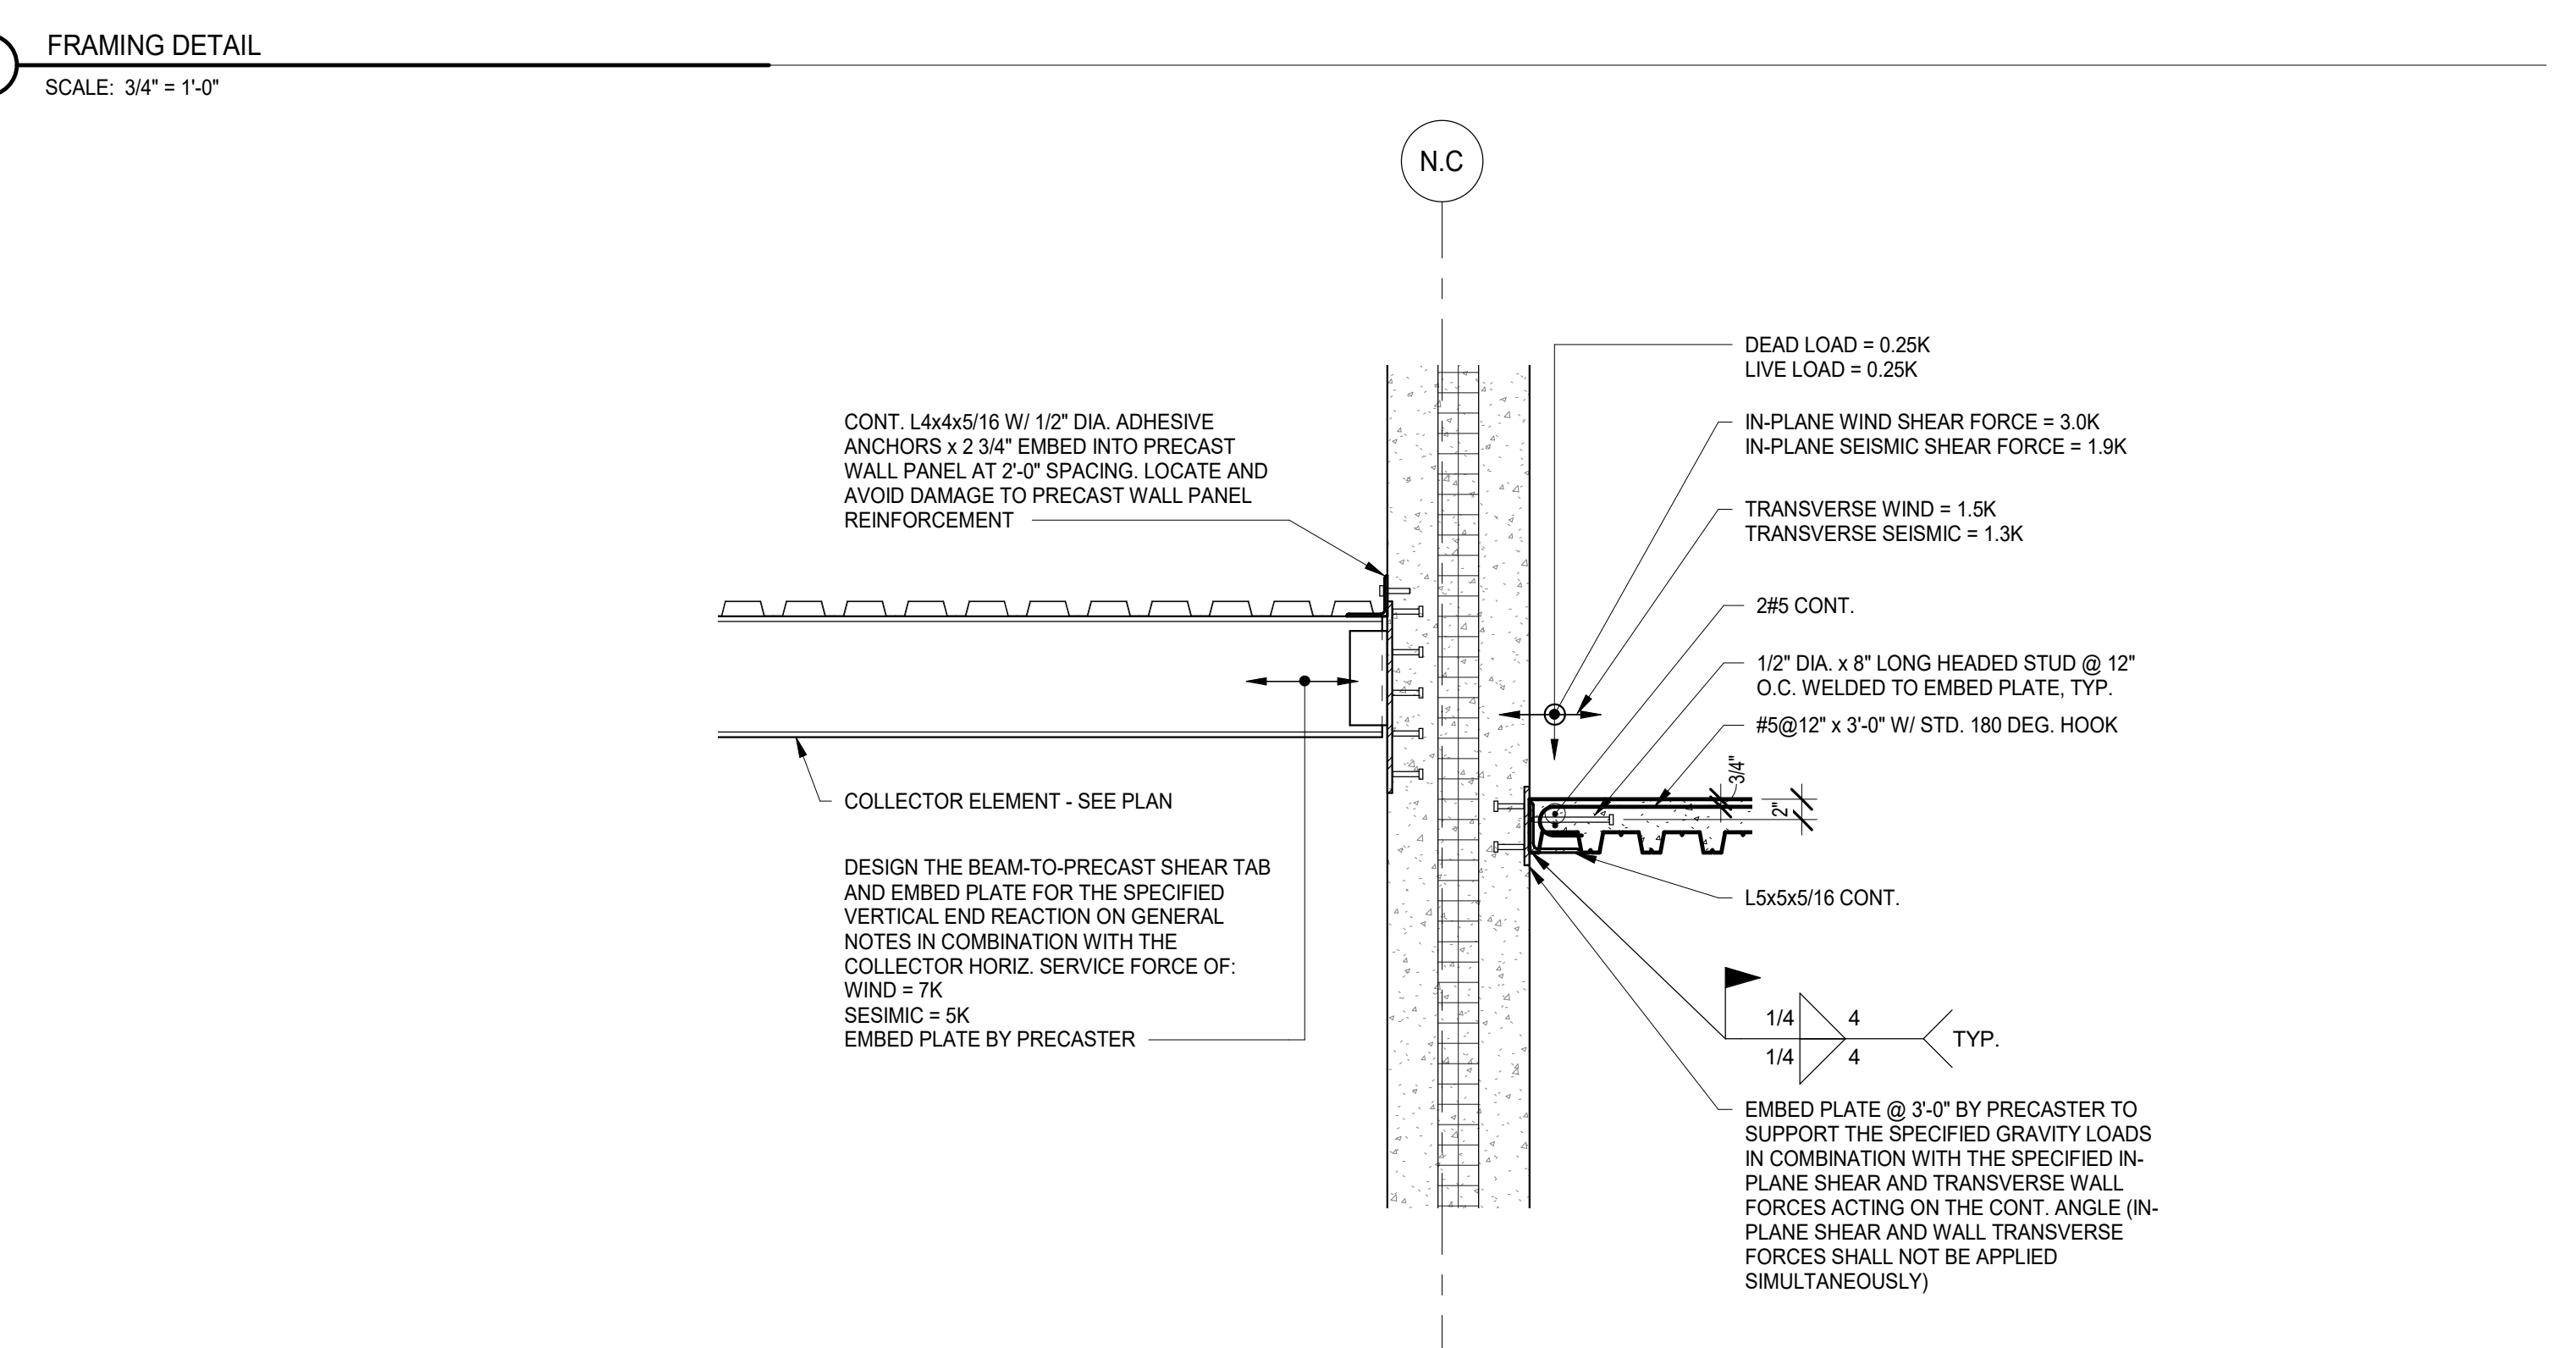 FRAMING DETAIL
SCALE: 3/4" = 1'-0"
N.C
CONT. L4x4x5/16 W/ 1/2" DIA. ADHESIVE
ANCHORS x 2 3/4" EMBED INTO PRECAST
WALL PANEL AT 2'-0" SPACING. LOCATE AND
AVOID DAMAGE TO PRECAST WALL PANEL
REINFORCEMENT
COLLECTOR ELEMENT - SEE PLAN
DESIGN THE BEAM-TO-PRECAST SHEAR TAB
AND EMBED PLATE FOR THE SPECIFIED
VERTICAL END REACTION ON GENERAL
NOTES IN COMBINATION WITH THE
COLLECTOR HORIZ. SERVICE FORCE OF:
WIND = 7K
SESIMIC = 5K
EMBED PLATE BY PRECASTER
DEAD LOAD = 0.25K
LIVE LOAD = 0.25K
IN-PLANE WIND SHEAR FORCE = 3.0K
IN-PLANE SEISMIC SHEAR FORCE = 1.9K
TRANSVERSE WIND = 1.5K
TRANSVERSE SEISMIC = 1.3K
2#5 CONT.
1/2" DIA. x 8" LONG HEADED STUD @ 12"
O.C. WELDED TO EMBED PLATE, TYP.
#5@12" x 3'-0" W/ STD. 180 DEG. HOOK
3/4"
2"
L5x5x5/16 CONT.
1/4 4
1/4 4
TYP.
EMBED PLATE @ 3'-0" BY PRECASTER TO
SUPPORT THE SPECIFIED GRAVITY LOADS
IN COMBINATION WITH THE SPECIFIED IN-
PLANE SHEAR AND TRANSVERSE WALL
FORCES ACTING ON THE CONT. ANGLE (IN-
PLANE SHEAR AND WALL TRANSVERSE
FORCES SHALL NOT BE APPLIED
SIMULTANEOUSLY)